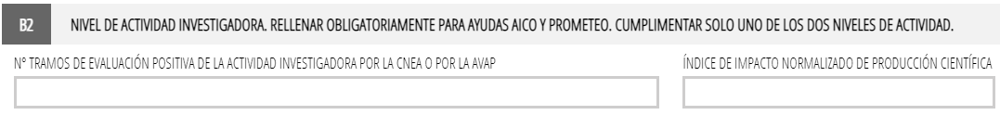 B2 NIVEL DE ACTIVIDAD INVESTIGADORA. RELLENAR OBLIGATORIAMENTE PARA AYUDAS AICO Y PROMETEO. CUMPLIMENTAR SOLO UNO DE LOS DOS NIVELES DE ACTIVIDAD.
Nº TRAMOS DE EVALUACIÓN POSITIVA DE LA ACTIVIDAD INVESTIGADORA POR LA CNEA O POR LA AVAP
ÍNDICE DE IMPACTO NORMALIZADO DE PRODUCCIÓN CIENTÍFICA